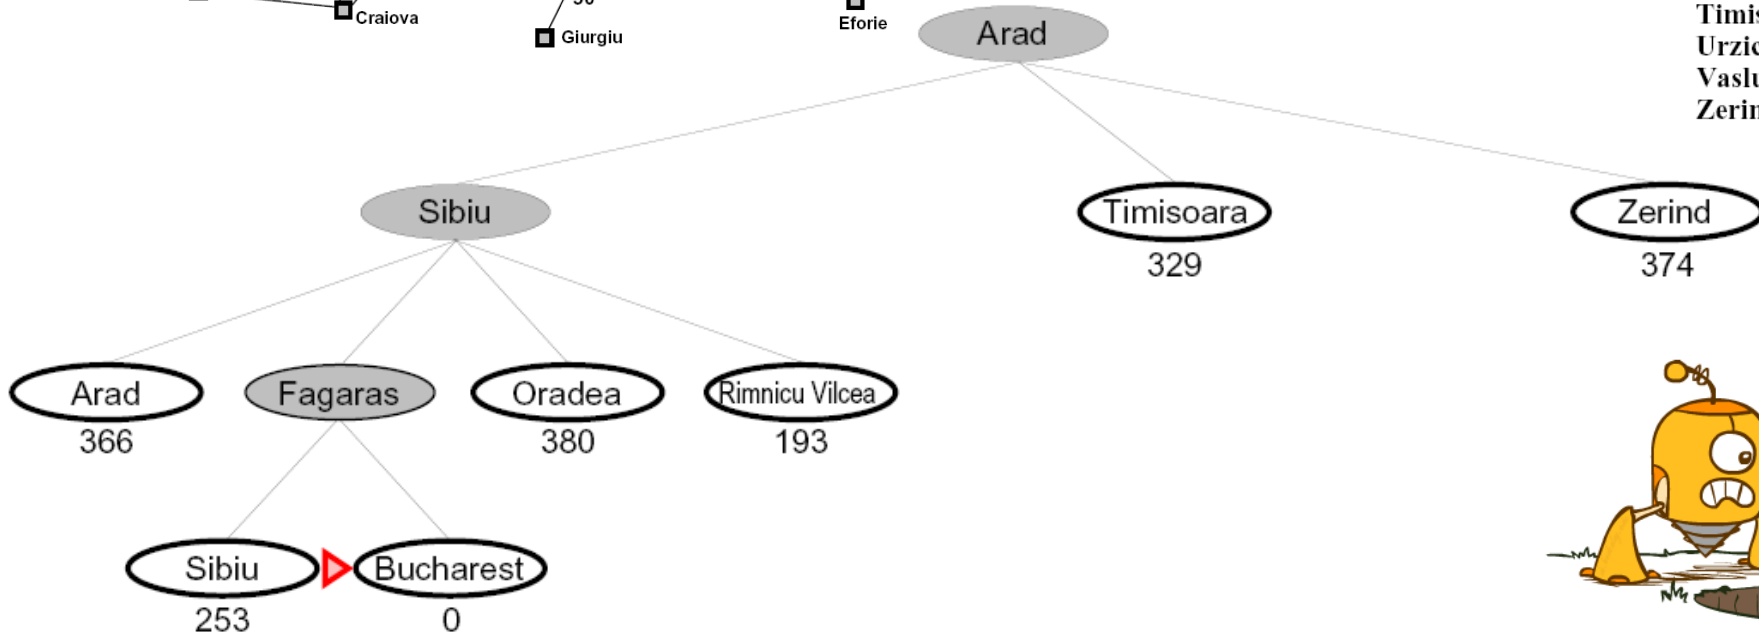 Craiova
Giurgiu
Eforie
Arad
Sibiu
Timisoara
Zerind
329
374
Arad
Fagaras
Oradea
Rimnicu Vilcea
366
380
193
Sibiu
Bucharest
253
0